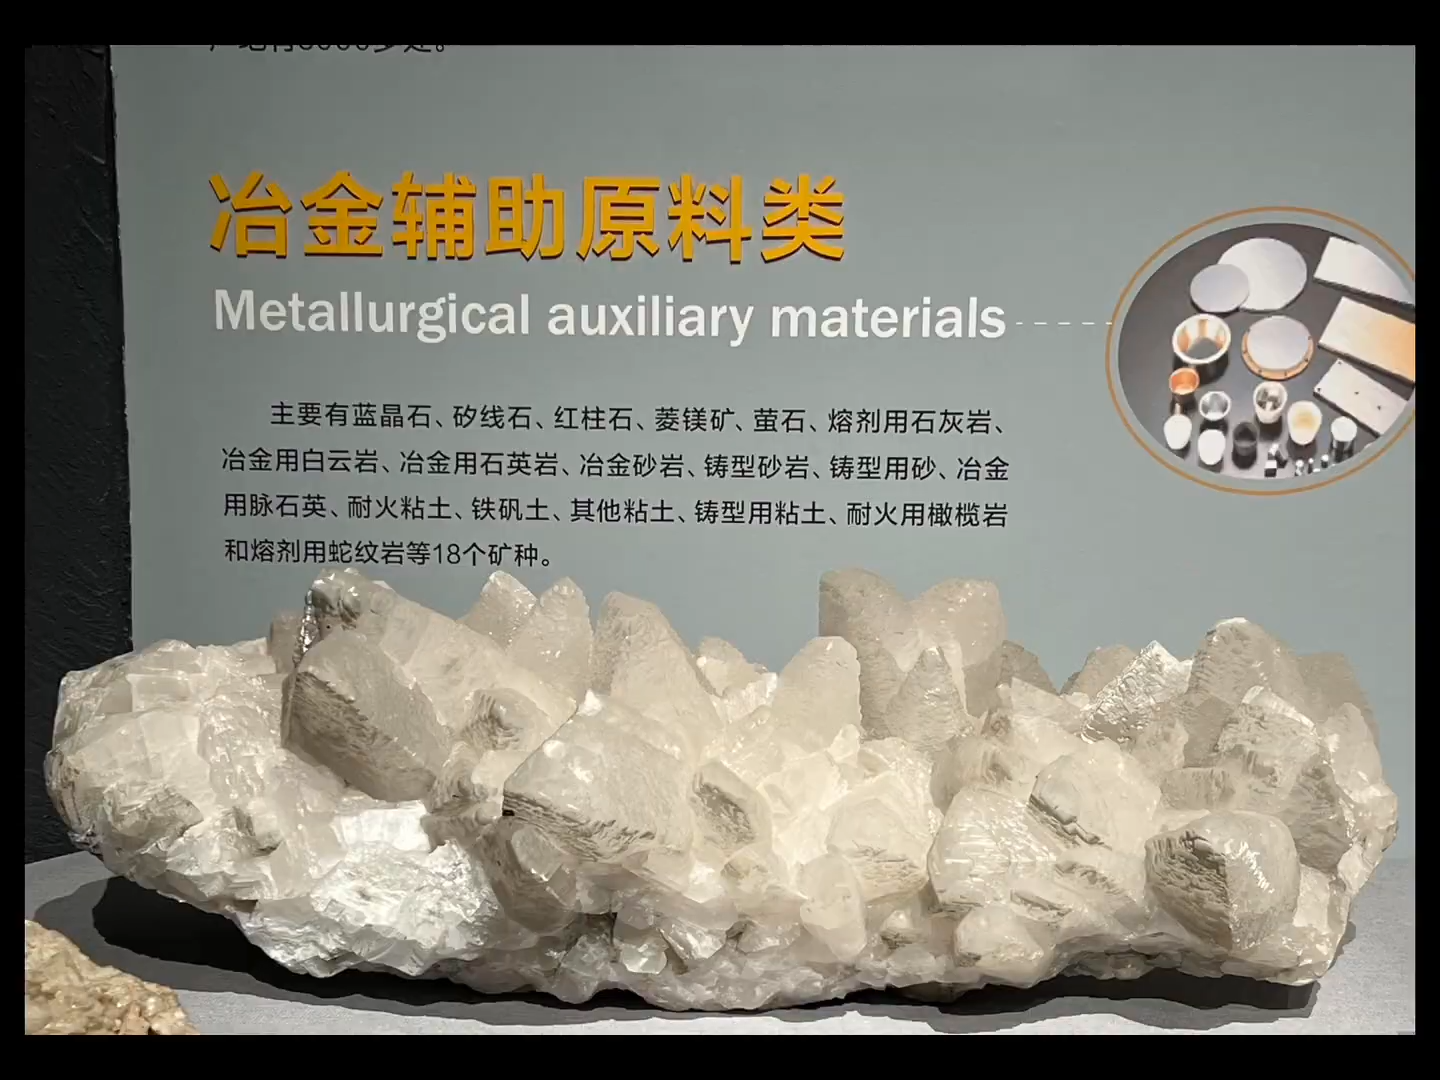 冶金辅助原料类
Metallurgical auxiliary materials
主要有蓝晶石、矽线石、红柱石、菱镁矿、萤石、熔剂用石灰岩、
冶金用白云岩、冶金用石英岩、冶金砂岩、铸型砂岩、铸型用砂、冶金
用脉石英、耐火粘土、铁矾土、其他粘土、铸型用粘土、耐火用橄榄岩
和熔剂用蛇纹岩等18个矿种。